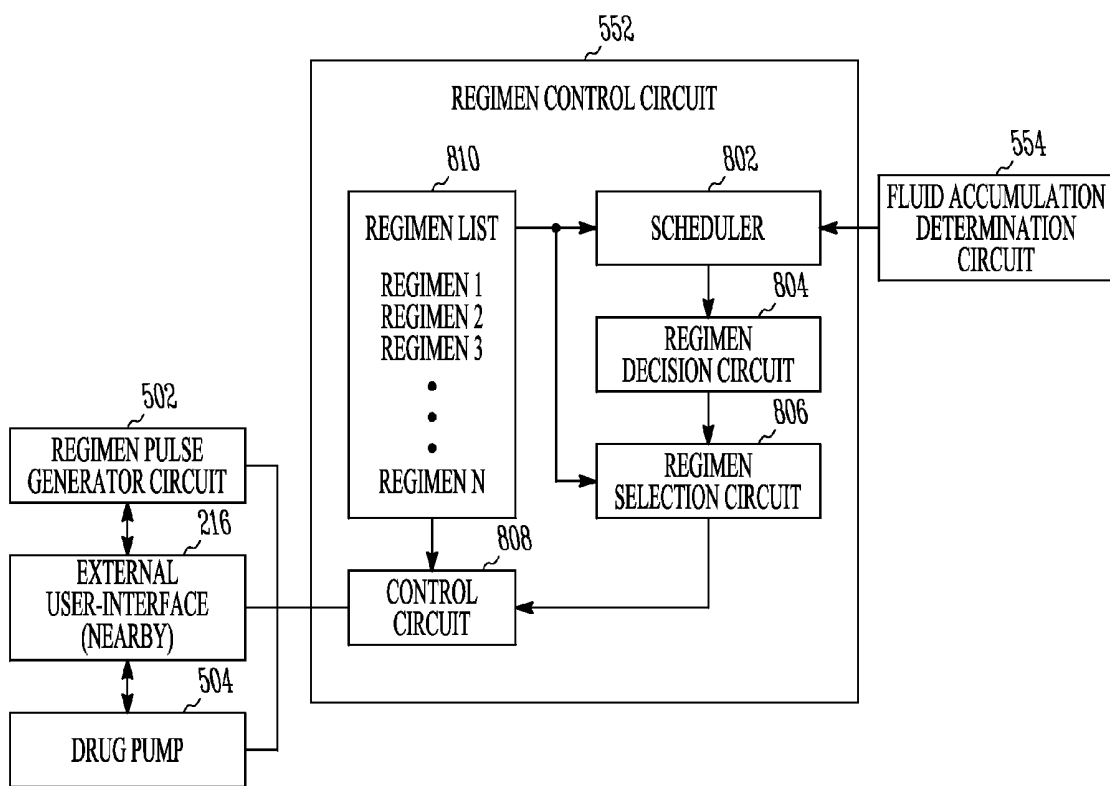 552
REGIMEN CONTROL CIRCUIT
810
REGIMEN LIST
REGIMEN 1
REGIMEN 2
REGIMEN 3
REGIMEN N
802
SCHEDULER
554
FLUID ACCUMULATION
DETERMINATION
CIRCUIT
804
REGIMEN
DECISION CIRCUIT
806
REGIMEN
SELECTION CIRCUIT
808
CONTROL
CIRCUIT
502
REGIMEN PULSE
GENERATOR CIRCUIT
216
EXTERNAL
USER-INTERFACE
(NEARBY)
504
DRUG PUMP